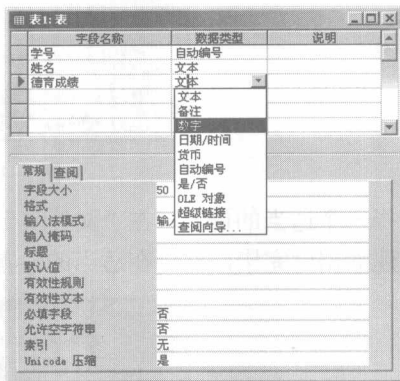 表1:表
字段名称 数据类型 说明
学号 自动编号
姓名 文本
德育成绩 文本
文本
备注
数字
日期/时间
货币
自动编号
是/否
OLE 对象
超级链接
查阅向导...
常规 查阅
字段大小 50
格式
输入法模式 输入
输入掩码
标题
默认值
有效性规则
有效性文本
必填字段 否
允许空字符串 否
索引 无
Unicode 压缩 是